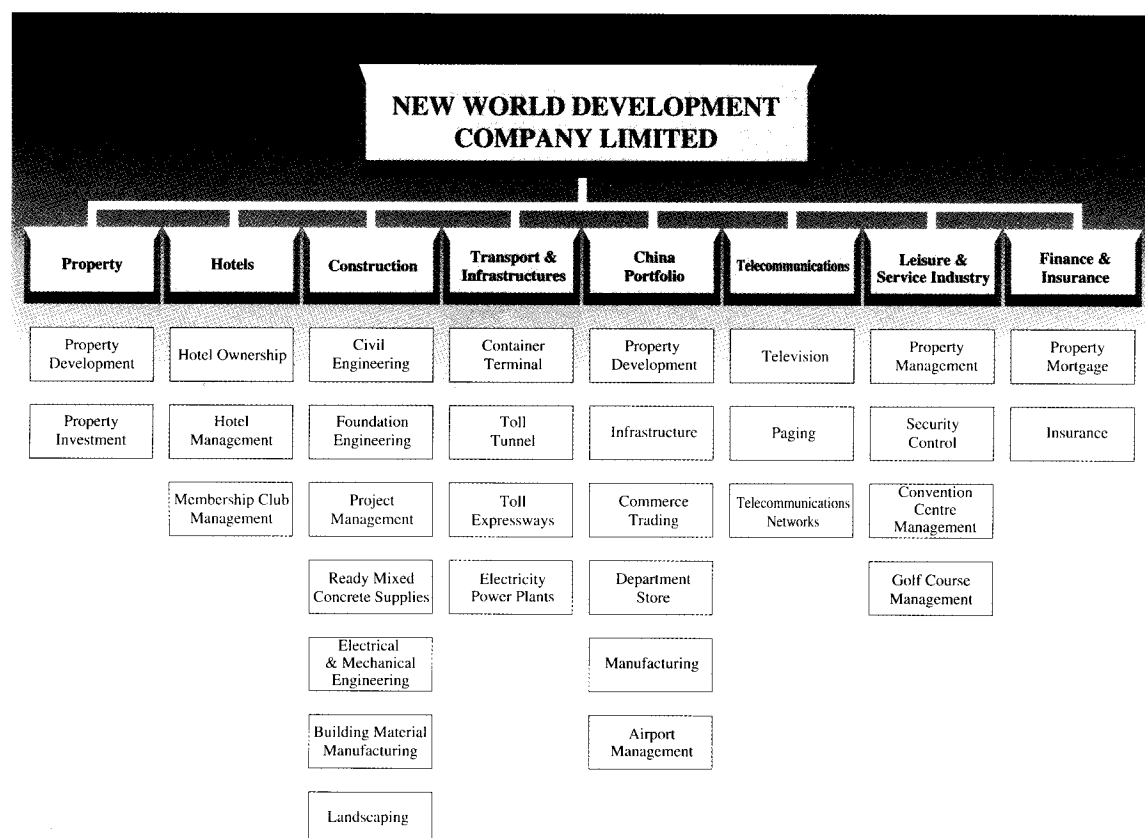 NEW WORLD DEVELOPMENT
COMPANY LIMITED
Property
Hotels
Construction
Transport &
Infrastructures
China
Portfolio
Telecommunications
Leisure &
Service Industry
Finance &
Insurance
Property
Development
Property
Investment
Hotel Ownership
Hotel
Management
Membership Club
Management
Civil
Engineering
Foundation
Engineering
Project
Management
Ready Mixed
Concrete Supplies
Electrical
& Mechanical
Engineering
Building Material
Manufacturing
Landscaping
Container
Terminal
Toll
Tunnel
Toll
Expressways
Electricity
Power Plants
Property
Development
Infrastructure
Commerce
Trading
Department
Store
Manufacturing
Airport
Management
Television
Paging
Telecommunications
Networks
Property
Management
Security
Control
Convention
Centre
Management
Golf Course
Management
Property
Mortgage
Insurance